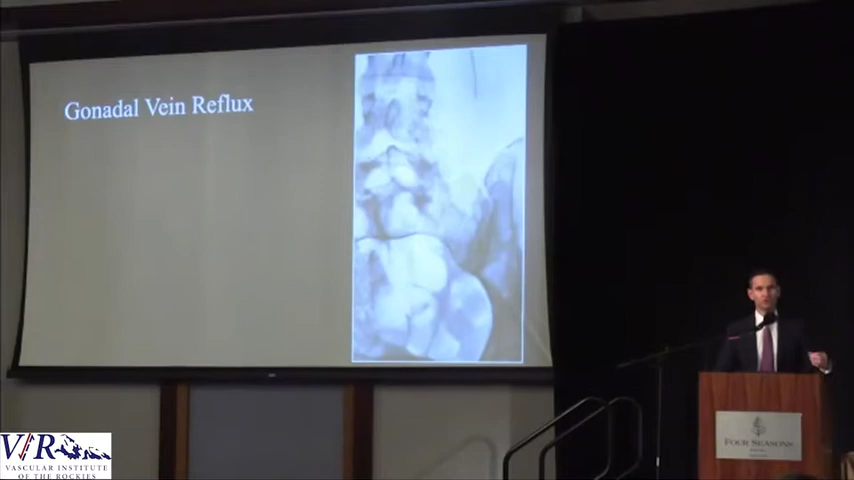 Gonadal Vein Reflux
FOUR SEASONS
VIR
VASCULAR INSTITUTE
OF THE ROCKIES